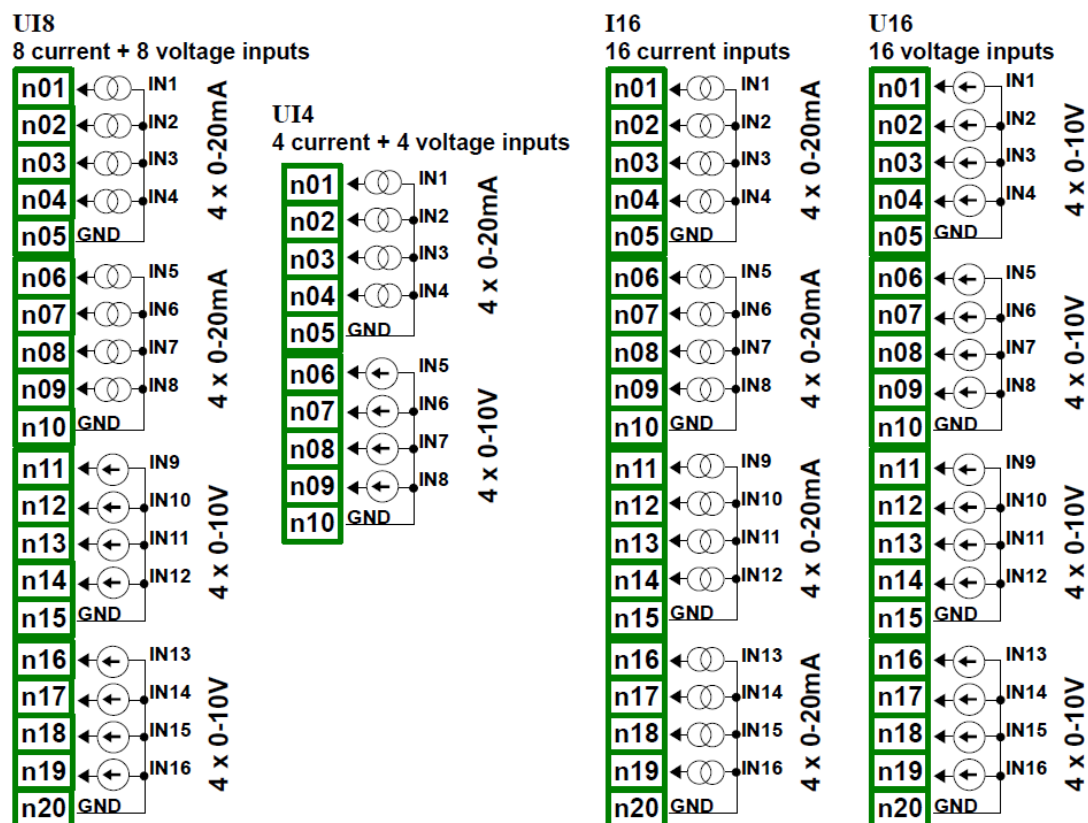 UI8
8 current + 8 voltage inputs
n01 IN1
n02 IN2
n03 IN3
n04 IN4
n05 GND
4 x 0-20mA
n06 IN5
n07 IN6
n08 IN7
n09 IN8
n10 GND
4 x 0-20mA
n11 IN9
n12 IN10
n13 IN11
n14 IN12
n15 GND
4 x 0-10V
n16 IN13
n17 IN14
n18 IN15
n19 IN16
n20 GND
4 x 0-10V
UI4
4 current + 4 voltage inputs
n01 IN1
n02 IN2
n03 IN3
n04 IN4
n05 GND
4 x 0-20mA
n06 IN5
n07 IN6
n08 IN7
n09 IN8
n10 GND
4 x 0-10V
I16
16 current inputs
n01 IN1
n02 IN2
n03 IN3
n04 IN4
n05 GND
4 x 0-20mA
n06 IN5
n07 IN6
n08 IN7
n09 IN8
n10 GND
4 x 0-20mA
n11 IN9
n12 IN10
n13 IN11
n14 IN12
n15 GND
4 x 0-20mA
n16 IN13
n17 IN14
n18 IN15
n19 IN16
n20 GND
4 x 0-20mA
U16
16 voltage inputs
n01 IN1
n02 IN2
n03 IN3
n04 IN4
n05 GND
4 x 0-10V
n06 IN5
n07 IN6
n08 IN7
n09 IN8
n10 GND
4 x 0-10V
n11 IN9
n12 IN10
n13 IN11
n14 IN12
n15 GND
4 x 0-10V
n16 IN13
n17 IN14
n18 IN15
n19 IN16
n20 GND
4 x 0-10V